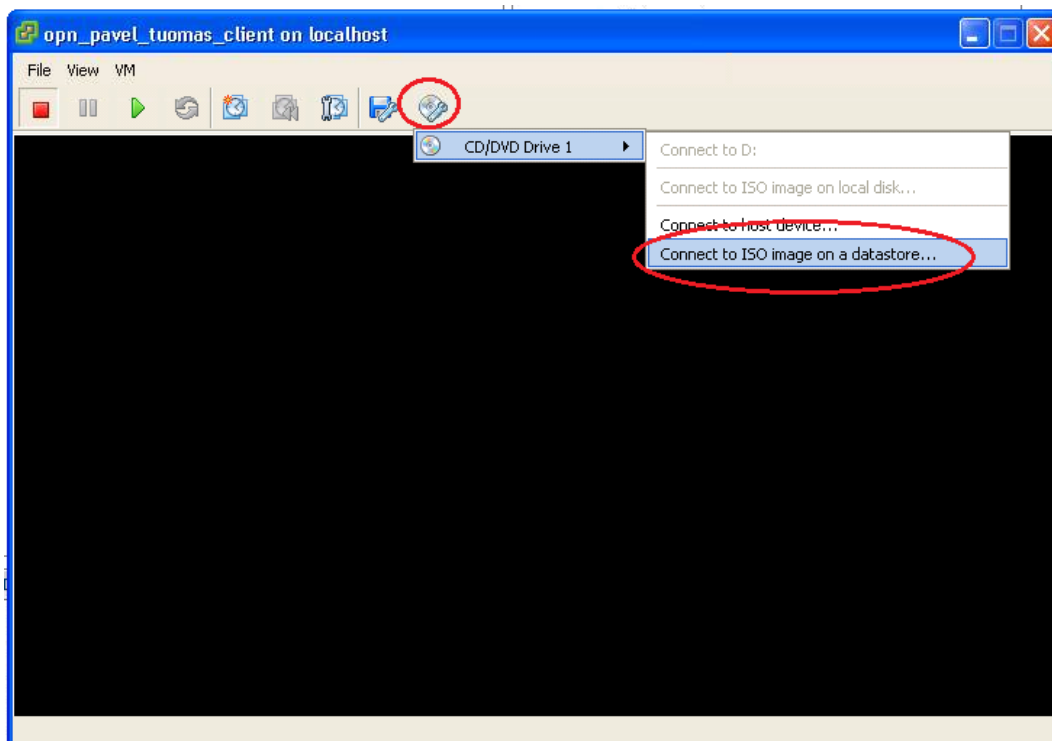 opn_pavel_tuomas_client on localhost
File View VM
CD/DVD Drive 1
Connect to D:
Connect to ISO image on local disk...
Connect to host device...
Connect to ISO image on a datastore...